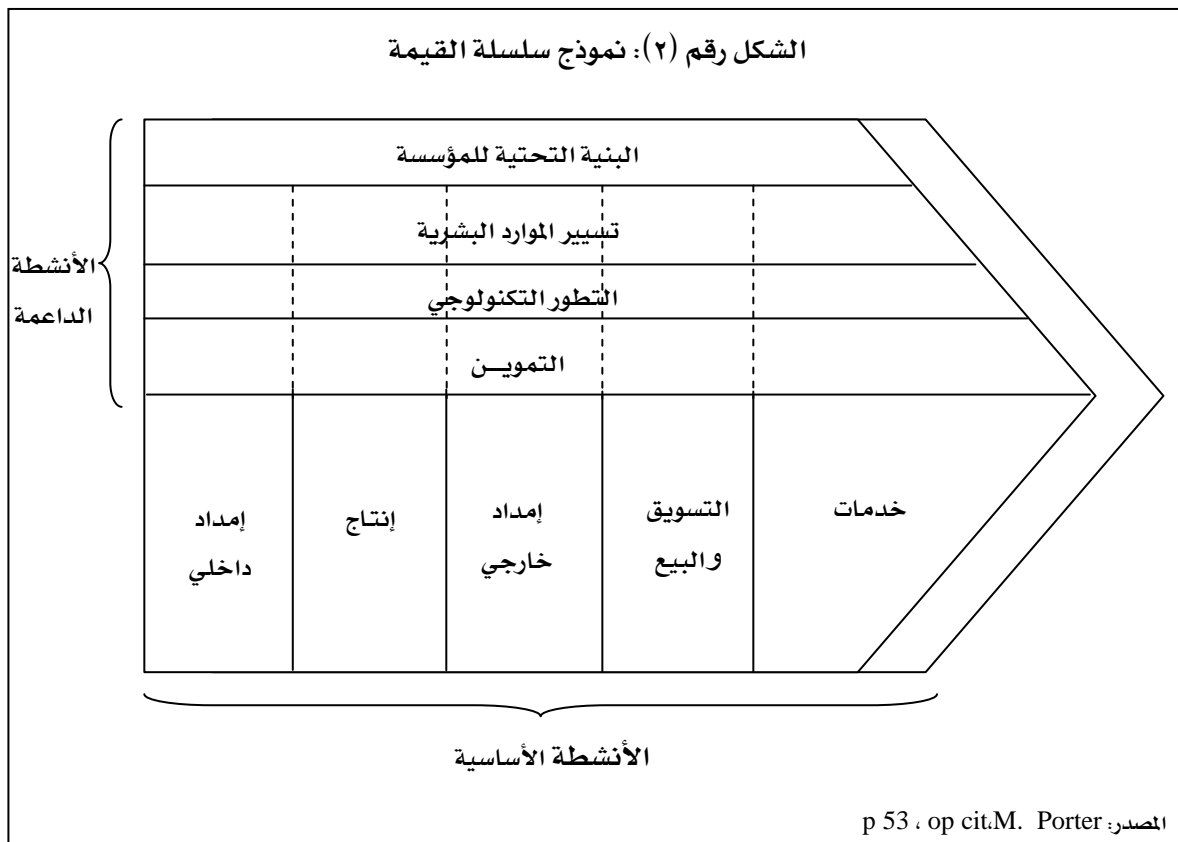 الشكل رقم (٢): نموذج سلسلة القيمة
البنية التحتية للمؤسسة
تسيير الموارد البشرية
التطور التكنولوجي
التمويــن
الأنشطة
الداعمة
إمداد
داخلي
إنتاج
إمداد
خارجي
التسويق
والبيع
خدمات
الأنشطة الأساسية
المصدر: p 53 ، op cit،M. Porter